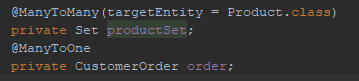 @ManyToMany(targetEntity = Product.class)
private Set productSet;
@ManyToOne
private CustomerOrder order;